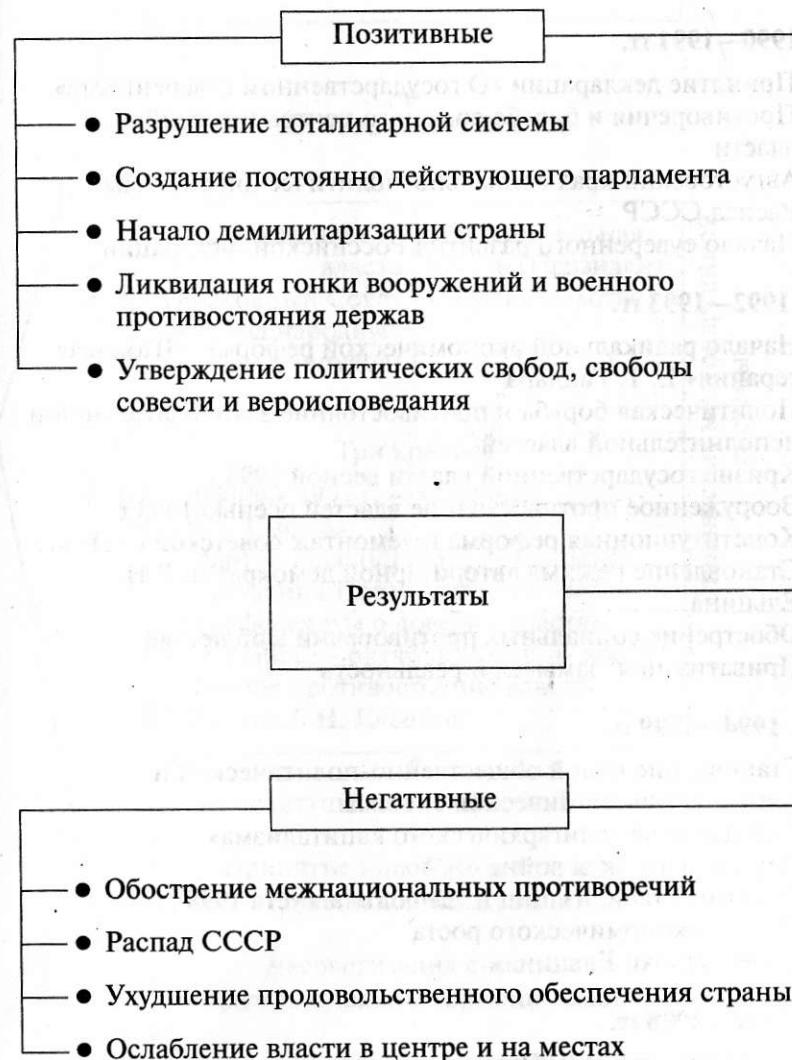 Позитивные
Разрушение тоталитарной системы
Создание постоянно действующего парламента
Начало демилитаризации страны
Ликвидация гонки вооружений и военного
противостояния держав
Утверждение политических свобод, свободы
совести и вероисповедания
Результаты
Негативные
Обострение межнациональных противоречий
Распад СССР
Ухудшение продовольственного обеспечения страны
Ослабление власти в центре и на местах